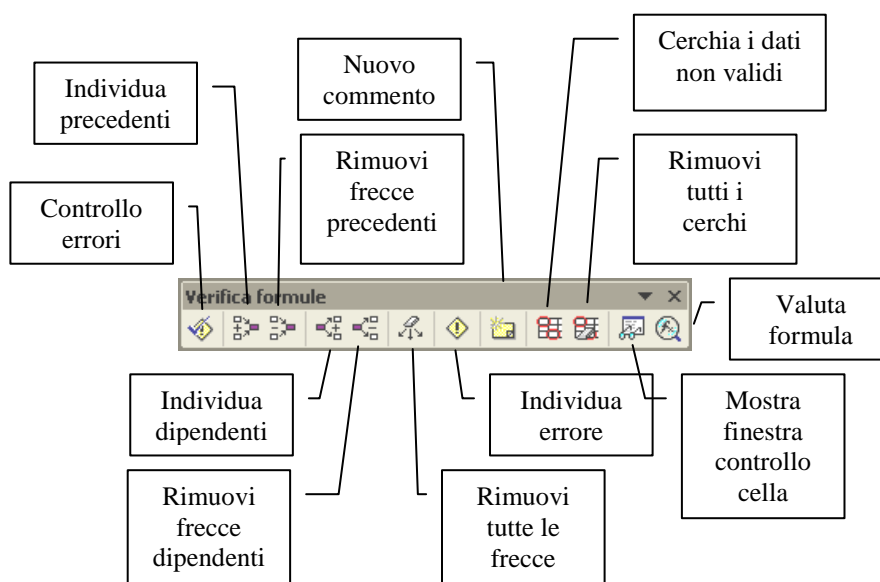 Cerchia i dati
non validi
Nuovo
commento
Individua
precedenti
Rimuovi
frecce
precedenti
Rimuovi
tutti i
cerchi
Controllo
errori
Verifica formule
Valuta
formula
Individua
dipendenti
Individua
errore
Mostra
finestra
controllo
cella
Rimuovi
frecce
dipendenti
Rimuovi
tutte le
frecce